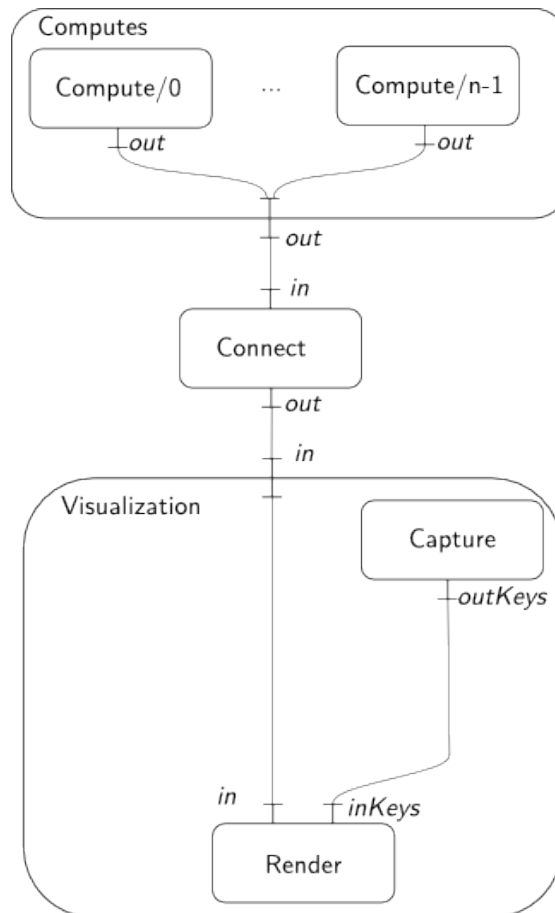 Computes
Compute/0 ... Compute/n-1
out out
out
in
Connect
out
in
Visualization
Capture
outKeys
in inKeys
Render